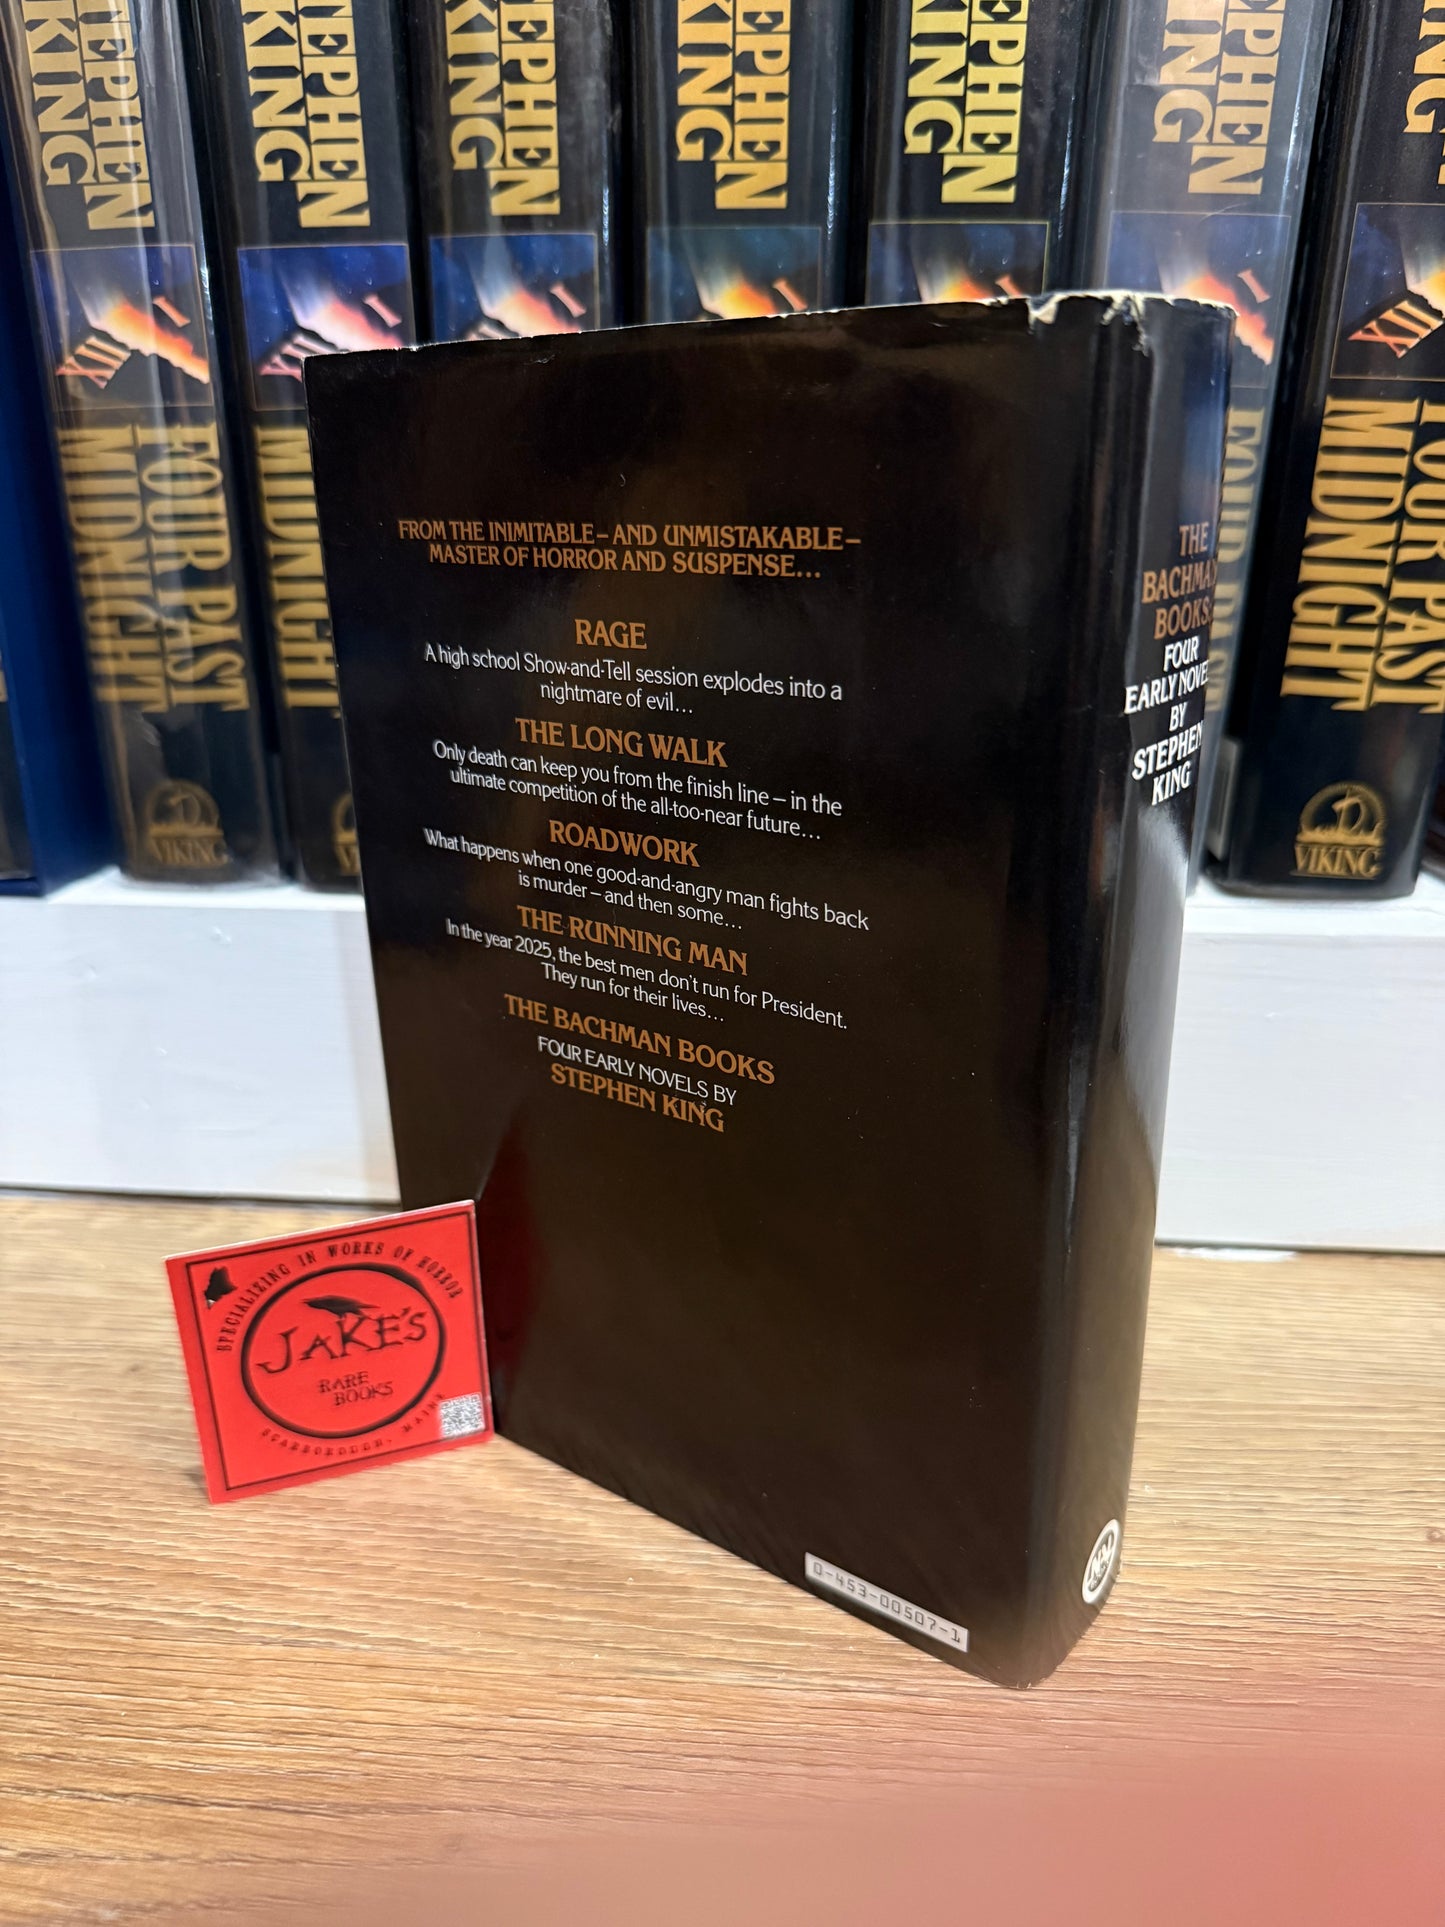 STEPHEN
KING
FOUR PAST
MIDNIGHT
VIKING
STEPHEN
KING
MIDNIGHT
STEPHEN
KING
STEPHEN
KING
STEPHEN
KING
STEPHEN
KING
FOUR PAST
MIDNIGHT
VIKING
FROM THE INIMITABLE – AND UNMISTAKABLE –
MASTER OF HORROR AND SUSPENSE...
RAGE
A high school Show-and-Tell session explodes into a
nightmare of evil...
THE LONG WALK
Only death can keep you from the finish line – in the
ultimate competition of the all-too-near future...
ROADWORK
What happens when one good-and-angry man fights back
is murder – and then some...
THE RUNNING MAN
In the year 2025, the best men don't run for President.
They run for their lives...
THE BACHMAN BOOKS
FOUR EARLY NOVELS BY
STEPHEN KING
0-453-00507-1
THE
BACHMAN
BOOKS:
FOUR
EARLY NOVELS
BY
STEPHEN
KING
SPECIALIZING IN WORKS OF HORROR
JAKE'S
RARE
BOOKS
SCARBOROUGH, MAINE